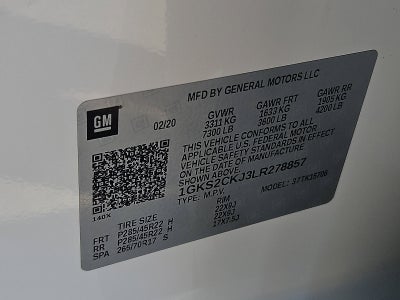 MFD BY GENERAL MOTORS LLC
GM
02/20
GVWR GAWR FRT GAWR RR
3311 KG 1633 KG 1905 KG
7300 LB 3600 LB 4200 LB
THIS VEHICLE CONFORMS TO ALL
APPLICABLE U.S. FEDERAL MOTOR
VEHICLE SAFETY STANDARDS IN EFFECT
ON THE DATE OF MANUFACTURE
SHOWN ABOVE.
1GKS2CKJ3LR278857
TYPE: M.P.V. MODEL:
140X
TIRE SIZE RIM
FRT P285/45R22 H 22X9J
RR P285/45R22 H 22X9J
SPA 265/70R17 S 17X7.5J